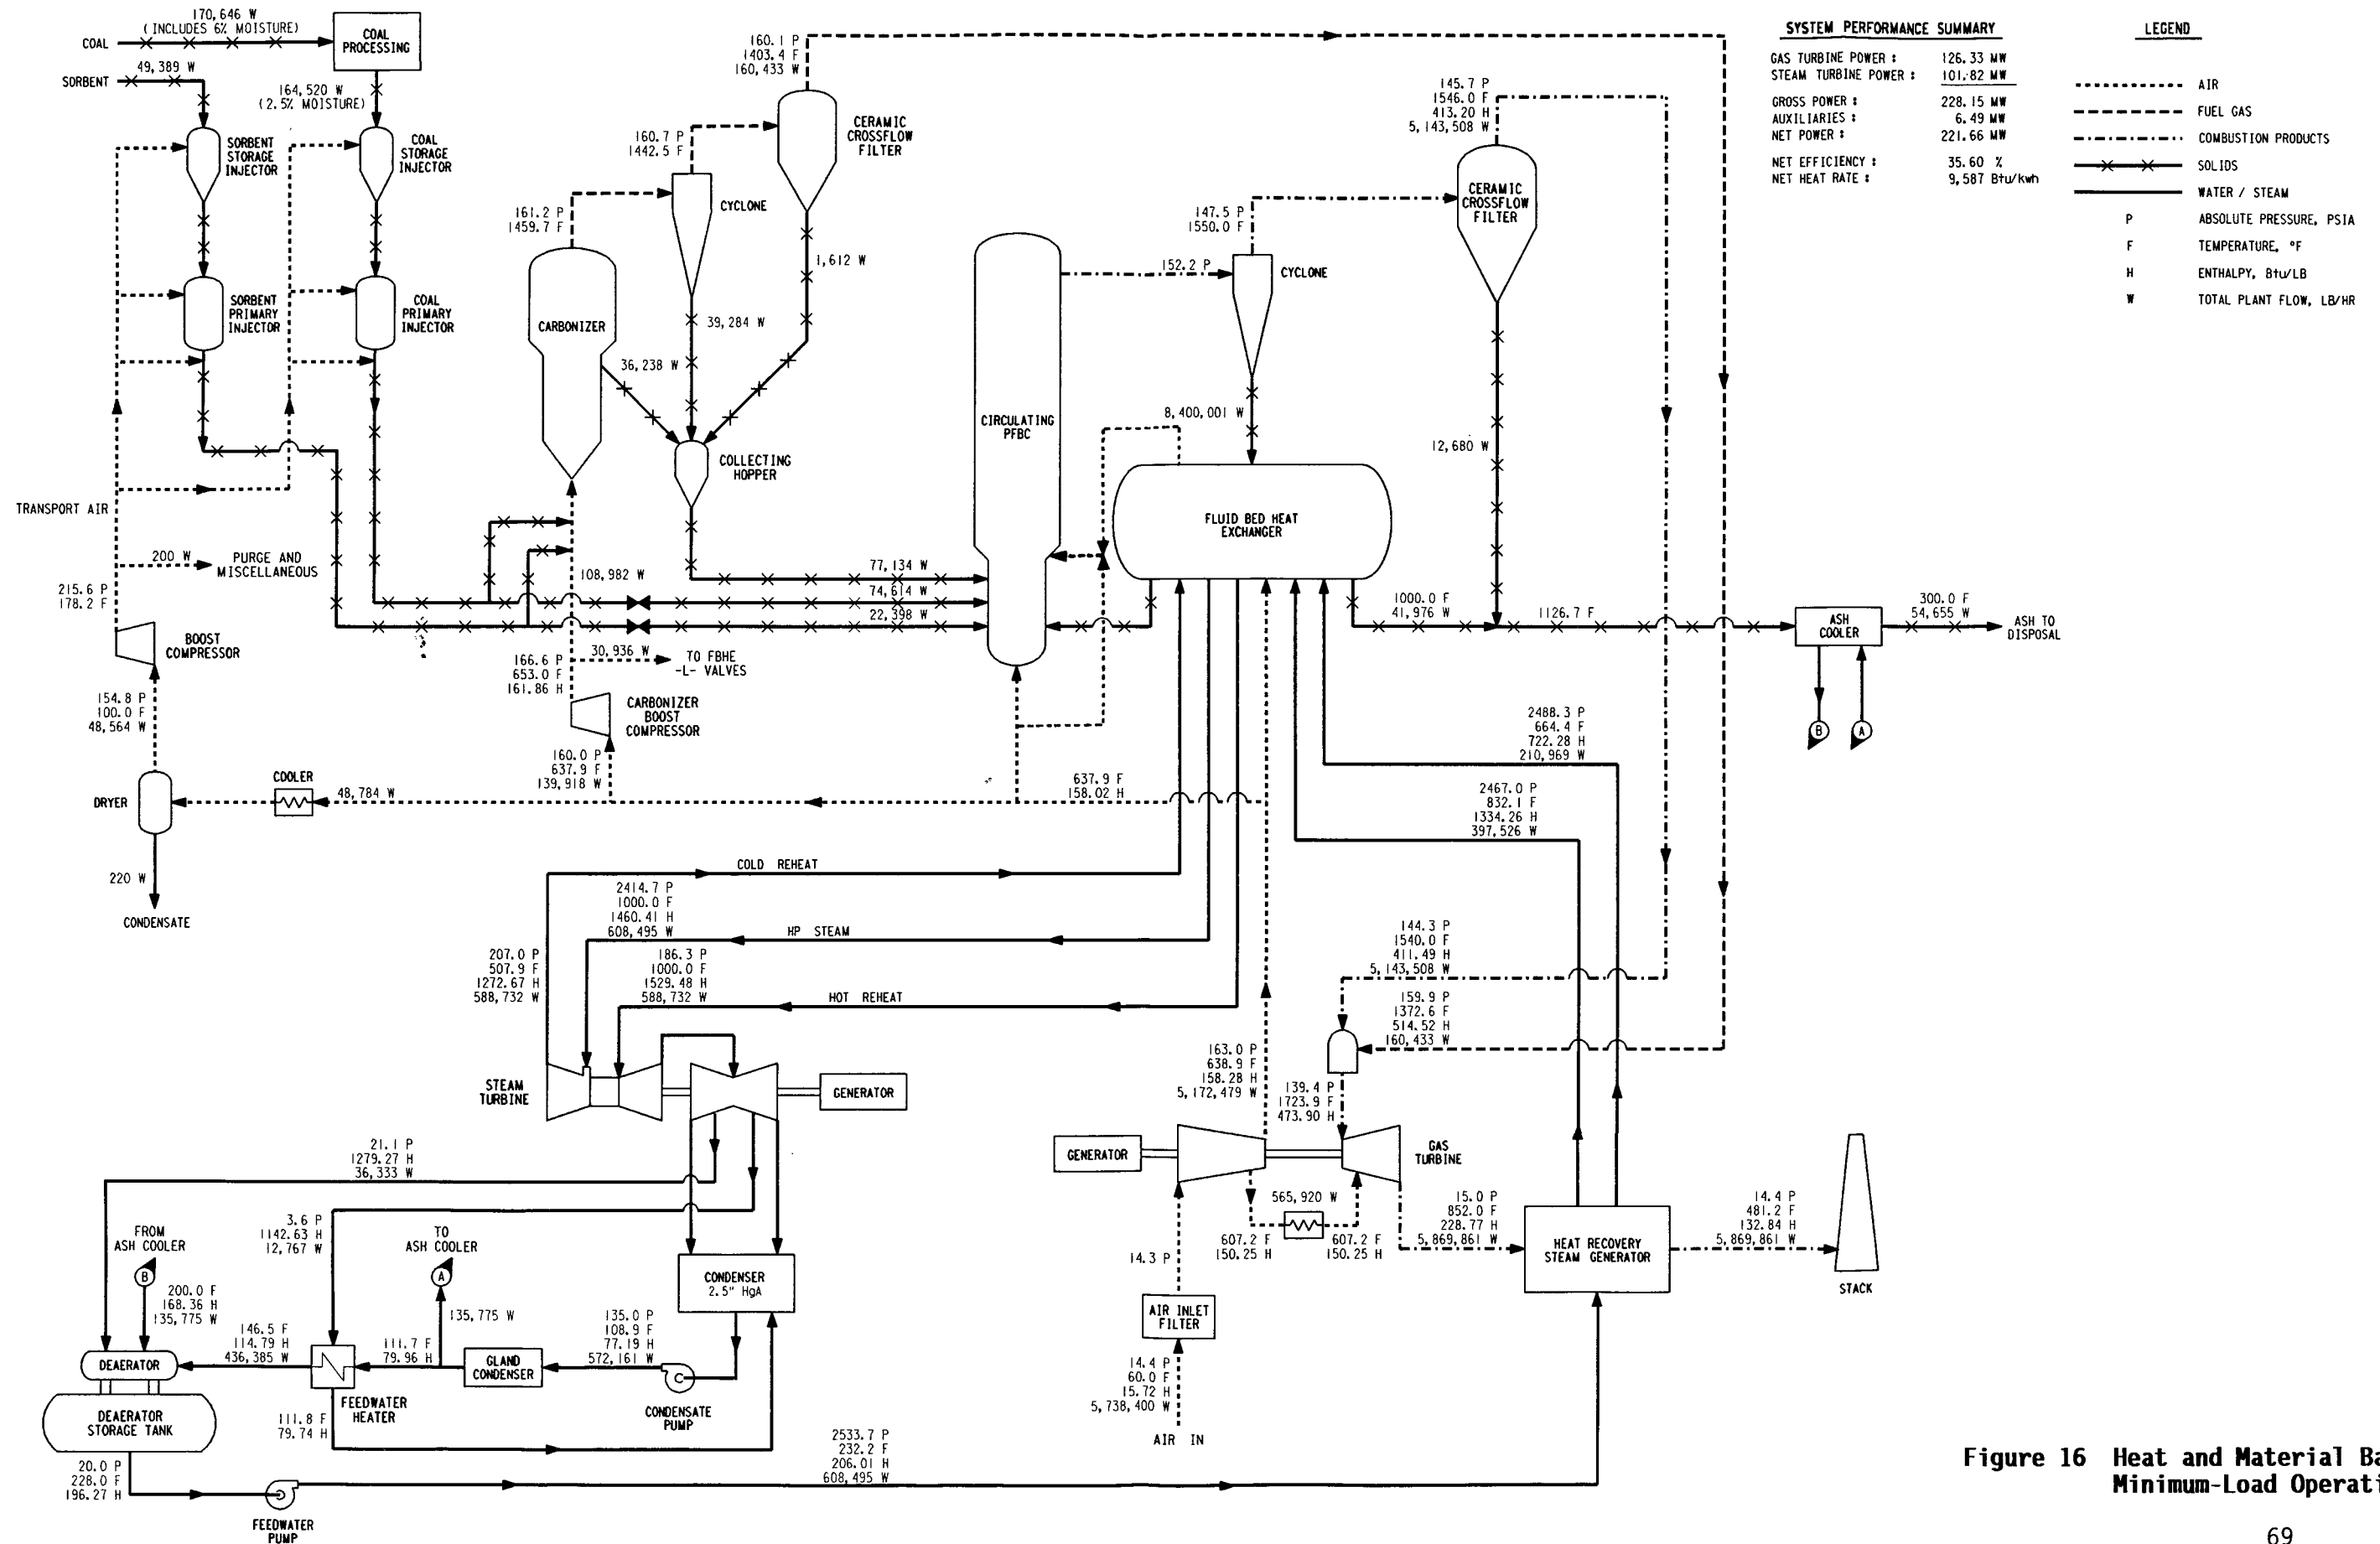 170,646 W
(INCLUDES 6% MOISTURE)
COAL
COAL
PROCESSING
49,389 W
SORBENT
164,520 W
(2.5% MOISTURE)
SORBENT
STORAGE
INJECTOR
COAL
STORAGE
INJECTOR
SORBENT
PRIMARY
INJECTOR
COAL
PRIMARY
INJECTOR
TRANSPORT AIR
200 W
PURGE AND
MISCELLANEOUS
215.6 P
178.2 F
BOOST
COMPRESSOR
154.8 P
100.0 F
48,564 W
DRYER
COOLER
48,784 W
220 W
CONDENSATE
160.1 P
1403.4 F
160,433 W
CERAMIC
CROSSFLOW
FILTER
160.7 P
1442.5 F
CYCLONE
161.2 P
1459.7 F
CARBONIZER
1,612 W
39,284 W
36,238 W
COLLECTING
HOPPER
108,982 W
77,134 W
74,614 W
22,398 W
30,936 W
TO FBHE
-L- VALVES
166.6 P
653.0 F
161.86 H
CARBONIZER
BOOST
COMPRESSOR
160.0 P
637.9 F
139,918 W
CIRCULATING
PFBC
152.2 P
147.5 P
1550.0 F
CYCLONE
8,400,001 W
FLUID BED HEAT
EXCHANGER
145.7 P
1546.0 F
413.20 H
5,143,508 W
CERAMIC
CROSSFLOW
FILTER
12,680 W
1000.0 F
41,976 W
1126.7 F
ASH
COOLER
300.0 F
54,655 W
ASH TO
DISPOSAL
B
A
637.9 F
158.02 H
2488.3 P
664.4 F
722.28 H
210,969 W
2467.0 P
832.1 F
1334.26 H
397,526 W
SYSTEM PERFORMANCE SUMMARY
GAS TURBINE POWER : 126.33 MW
STEAM TURBINE POWER : 101.82 MW
GROSS POWER : 228.15 MW
AUXILIARIES : 6.49 MW
NET POWER : 221.66 MW
NET EFFICIENCY : 35.60 %
NET HEAT RATE : 9,587 Btu/kwh
LEGEND
AIR
FUEL GAS
COMBUSTION PRODUCTS
SOLIDS
WATER / STEAM
P ABSOLUTE PRESSURE, PSIA
F TEMPERATURE, °F
H ENTHALPY, Btu/LB
W TOTAL PLANT FLOW, LB/HR
COLD REHEAT
2414.7 P
1000.0 F
1460.41 H
608,495 W
HP STEAM
207.0 P
507.9 F
1272.67 H
588,732 W
186.3 P
1000.0 F
1529.48 H
588,732 W
HOT REHEAT
STEAM
TURBINE
GENERATOR
144.3 P
1540.0 F
411.49 H
5,143,508 W
159.9 P
1372.6 F
514.52 H
160,433 W
163.0 P
638.9 F
158.28 H
5,172,479 W
139.4 P
1723.9 F
473.90 H
GENERATOR
GAS
TURBINE
565,920 W
607.2 F
150.25 H
607.2 F
150.25 H
15.0 P
852.0 F
228.77 H
5,869,861 W
HEAT RECOVERY
STEAM GENERATOR
14.4 P
481.2 F
132.84 H
5,869,861 W
STACK
14.3 P
AIR INLET
FILTER
14.4 P
60.0 F
15.72 H
5,738,400 W
AIR IN
21.1 P
1279.27 H
36,333 W
3.6 P
1142.63 H
12,767 W
FROM
ASH COOLER
B
TO
ASH COOLER
A
200.0 F
168.36 H
135,775 W
135,775 W
CONDENSER
2.5" HgA
146.5 F
114.79 H
436,385 W
111.7 F
79.96 H
GLAND
CONDENSER
135.0 P
108.9 F
77.19 H
572,161 W
C
CONDENSATE
PUMP
DEAERATOR
DEAERATOR
STORAGE TANK
FEEDWATER
HEATER
111.8 F
79.74 H
20.0 P
228.0 F
196.27 H
P
FEEDWATER
PUMP
2533.7 P
232.2 F
206.01 H
608,495 W
Figure 16 Heat and Material Ba
Minimum-Load Operati
69